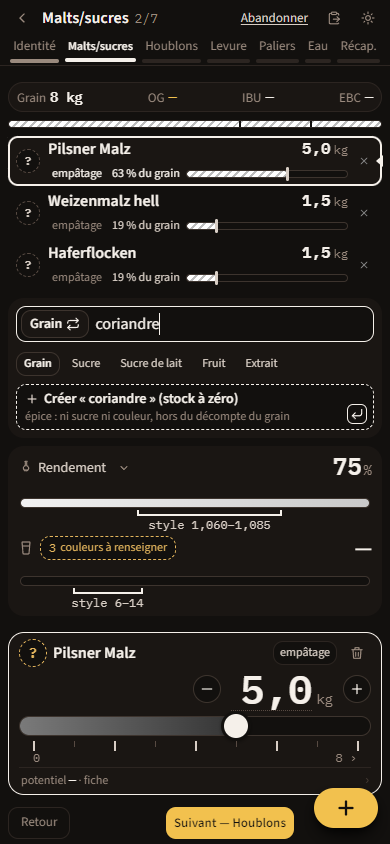 Malts/sucres 2/7 Abandonner
Identité Malts/sucres Houblons Levure Paliers Eau Récap.
Grain 8 kg OG — IBU — EBC —
? Pilsner Malz 5,0 kg ×
empâtage 63 % du grain
? Weizenmalz hell 1,5 kg ×
empâtage 19 % du grain
? Haferflocken 1,5 kg ×
empâtage 19 % du grain
Grain coriandre
Grain Sucre Sucre de lait Fruit Extrait
+ Créer « coriandre » (stock à zéro)
épice : ni sucre ni couleur, hors du décompte du grain
Rendement 75%
style 1,060–1,085
3 couleurs à renseigner —
style 6–14
? Pilsner Malz empâtage
− 5,0 kg +
0 8 ›
potentiel — · fiche ›
Retour Suivant — Houblons +